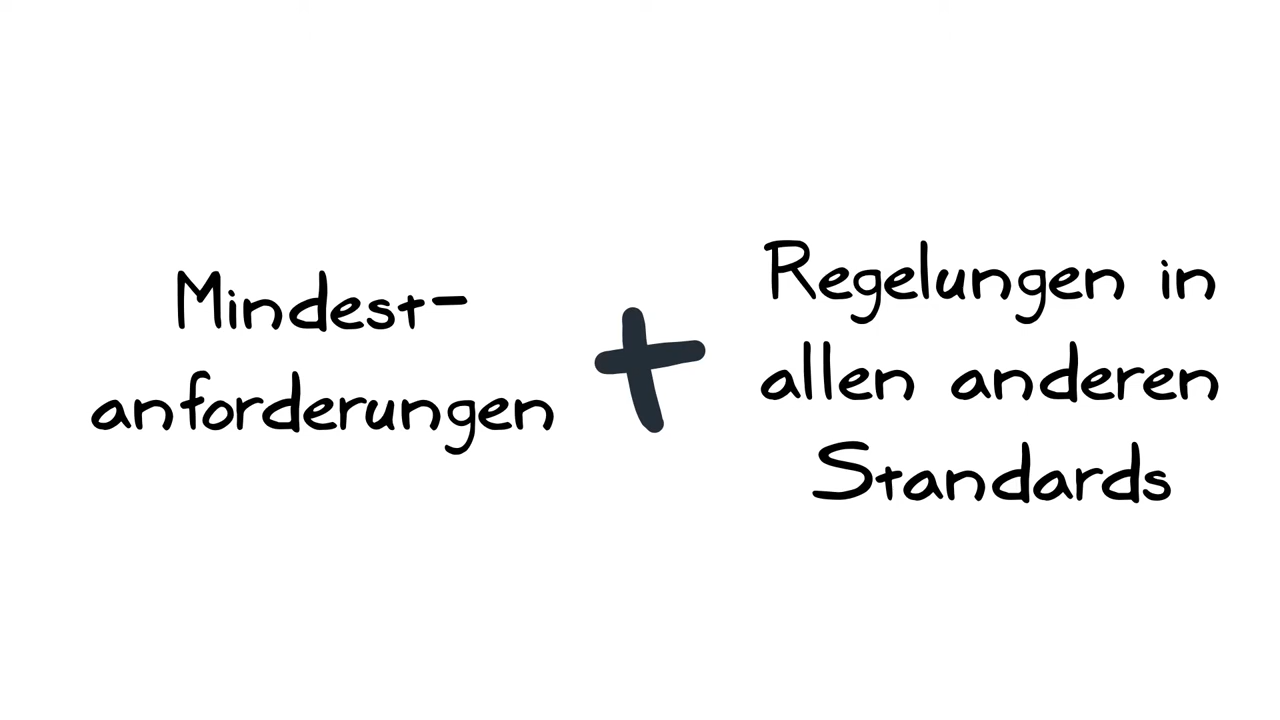 Mindest-
anforderungen
+
Regelungen in
allen anderen
Standards